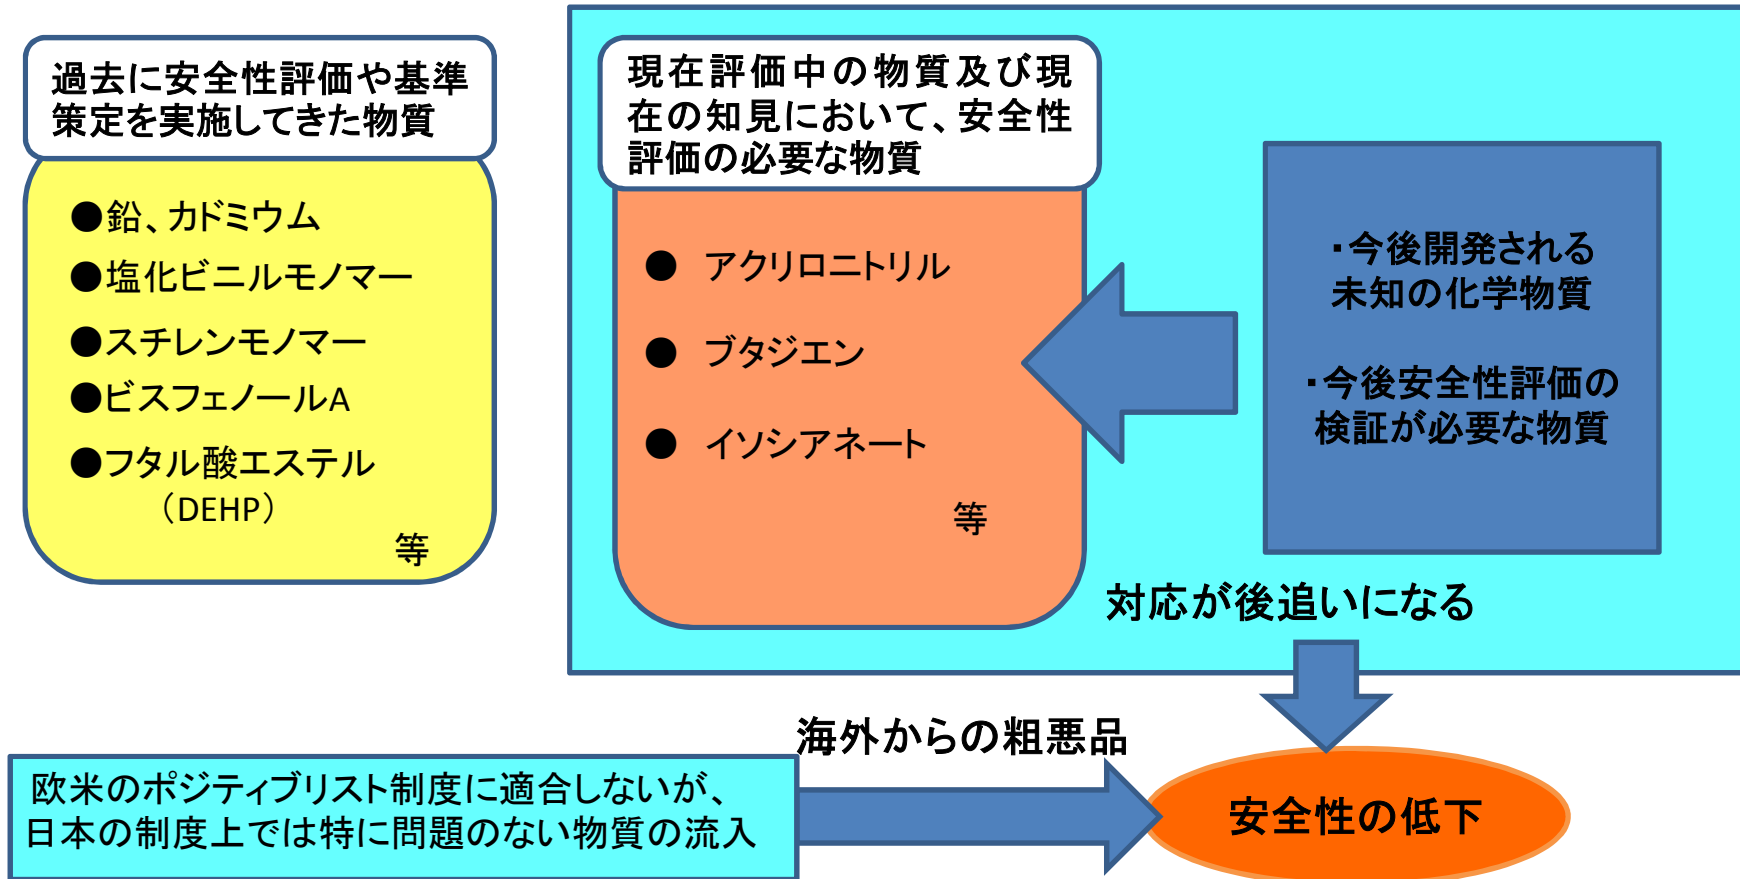 過去に安全性評価や基準
策定を実施してきた物質
●鉛、カドミウム
●塩化ビニルモノマー
●スチレンモノマー
●ビスフェノールA
●フタル酸エステル
（DEHP）
等
現在評価中の物質及び現
在の知見において、安全性
評価の必要な物質
● アクリロニトリル
● ブタジエン
● イソシアネート
等
・今後開発される
未知の化学物質
・今後安全性評価の
検証が必要な物質
対応が後追いになる
海外からの粗悪品
欧米のポジティブリスト制度に適合しないが、
日本の制度上では特に問題のない物質の流入
安全性の低下